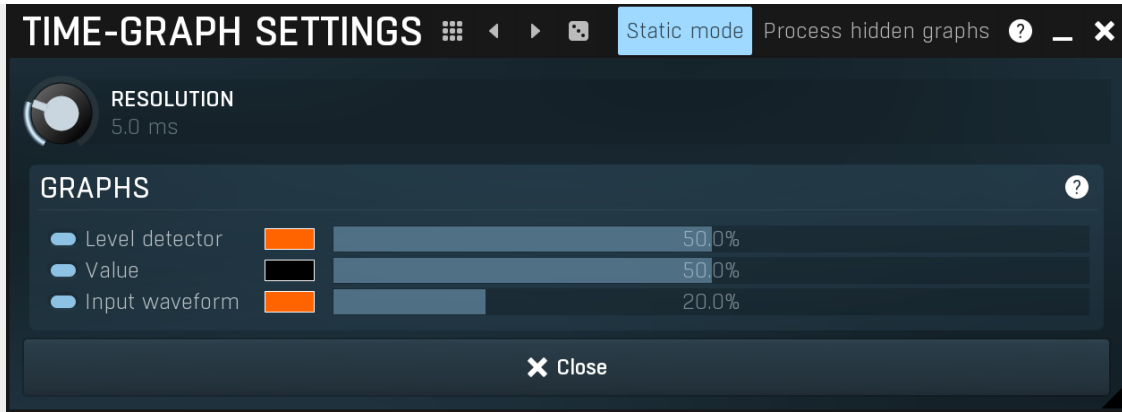 TIME-GRAPH SETTINGS Static mode Process hidden graphs ?
RESOLUTION
5.0 ms
GRAPHS ?
Level detector 50.0%
Value 50.0%
Input waveform 20.0%
Close